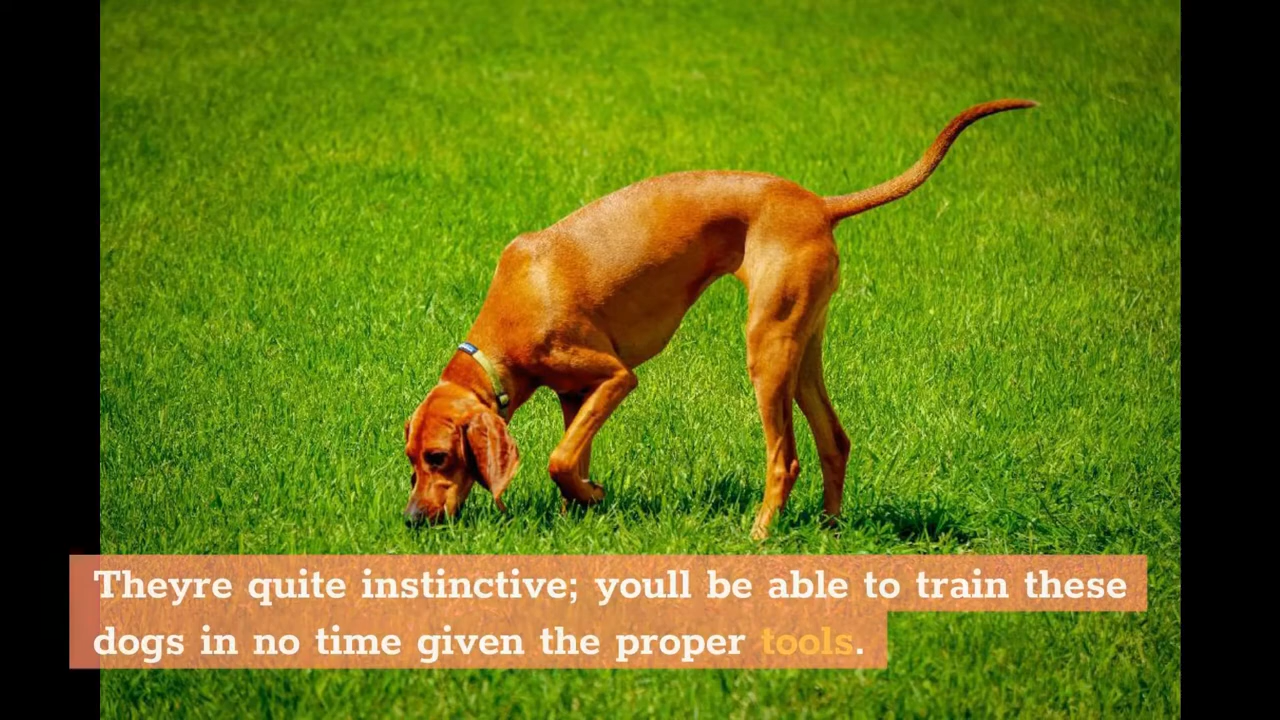 Theyre quite instinctive; youll be able to train these
dogs in no time given the proper tools.